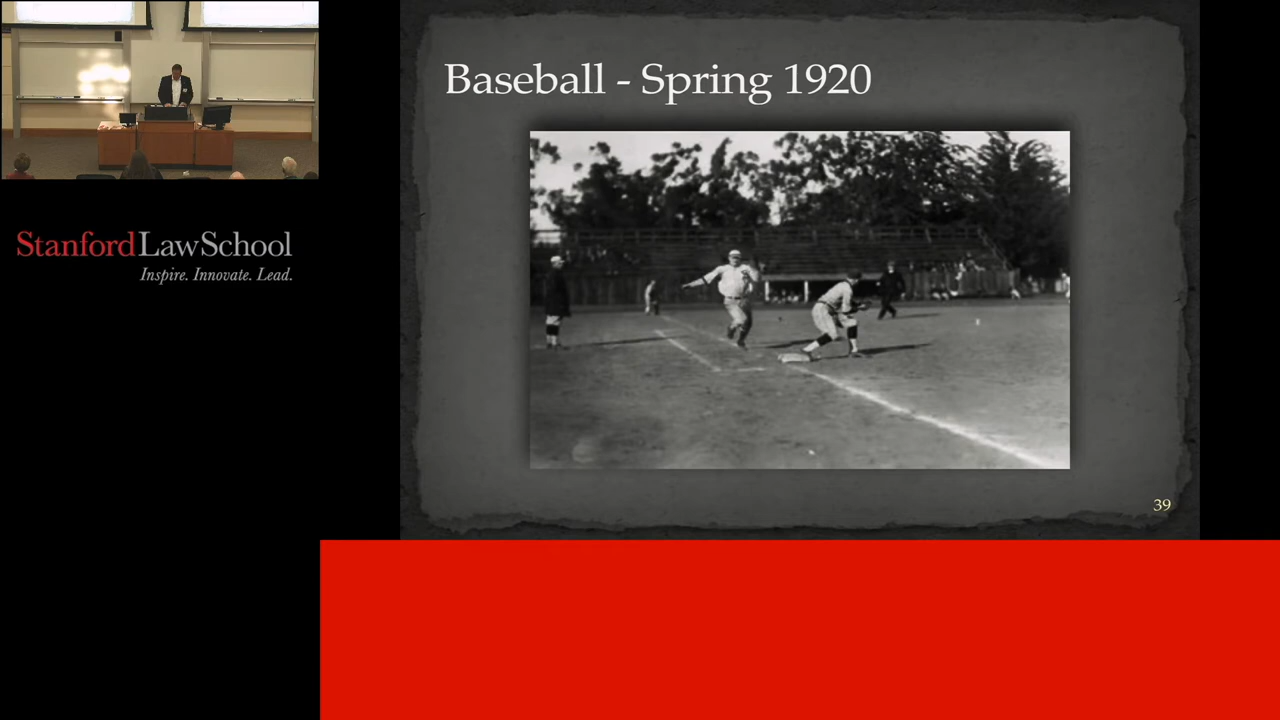 Baseball - Spring 1920
StanfordLawSchool
Inspire. Innovate. Lead.
39